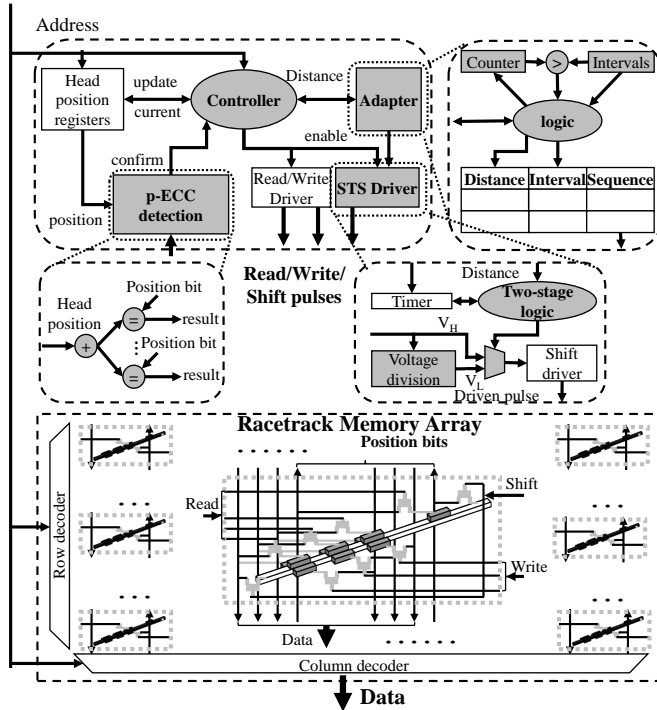 Address
Head
position
registers
update
current
Controller
Distance
Adapter
enable
confirm
p-ECC
detection
position
Read/Write
Driver
STS Driver
Read/Write/
Shift pulses
Counter
>
Intervals
logic
Distance Interval Sequence
Head
position
+
Position bit
=
result
:
Position bit
=
result
Distance
Timer
Two-stage
logic
V_H
Voltage
division
V_L
Shift
driver
Driven pulse
Racetrack Memory Array
Position bits
Row decoder
Read
Shift
Write
Data
Column decoder
Data